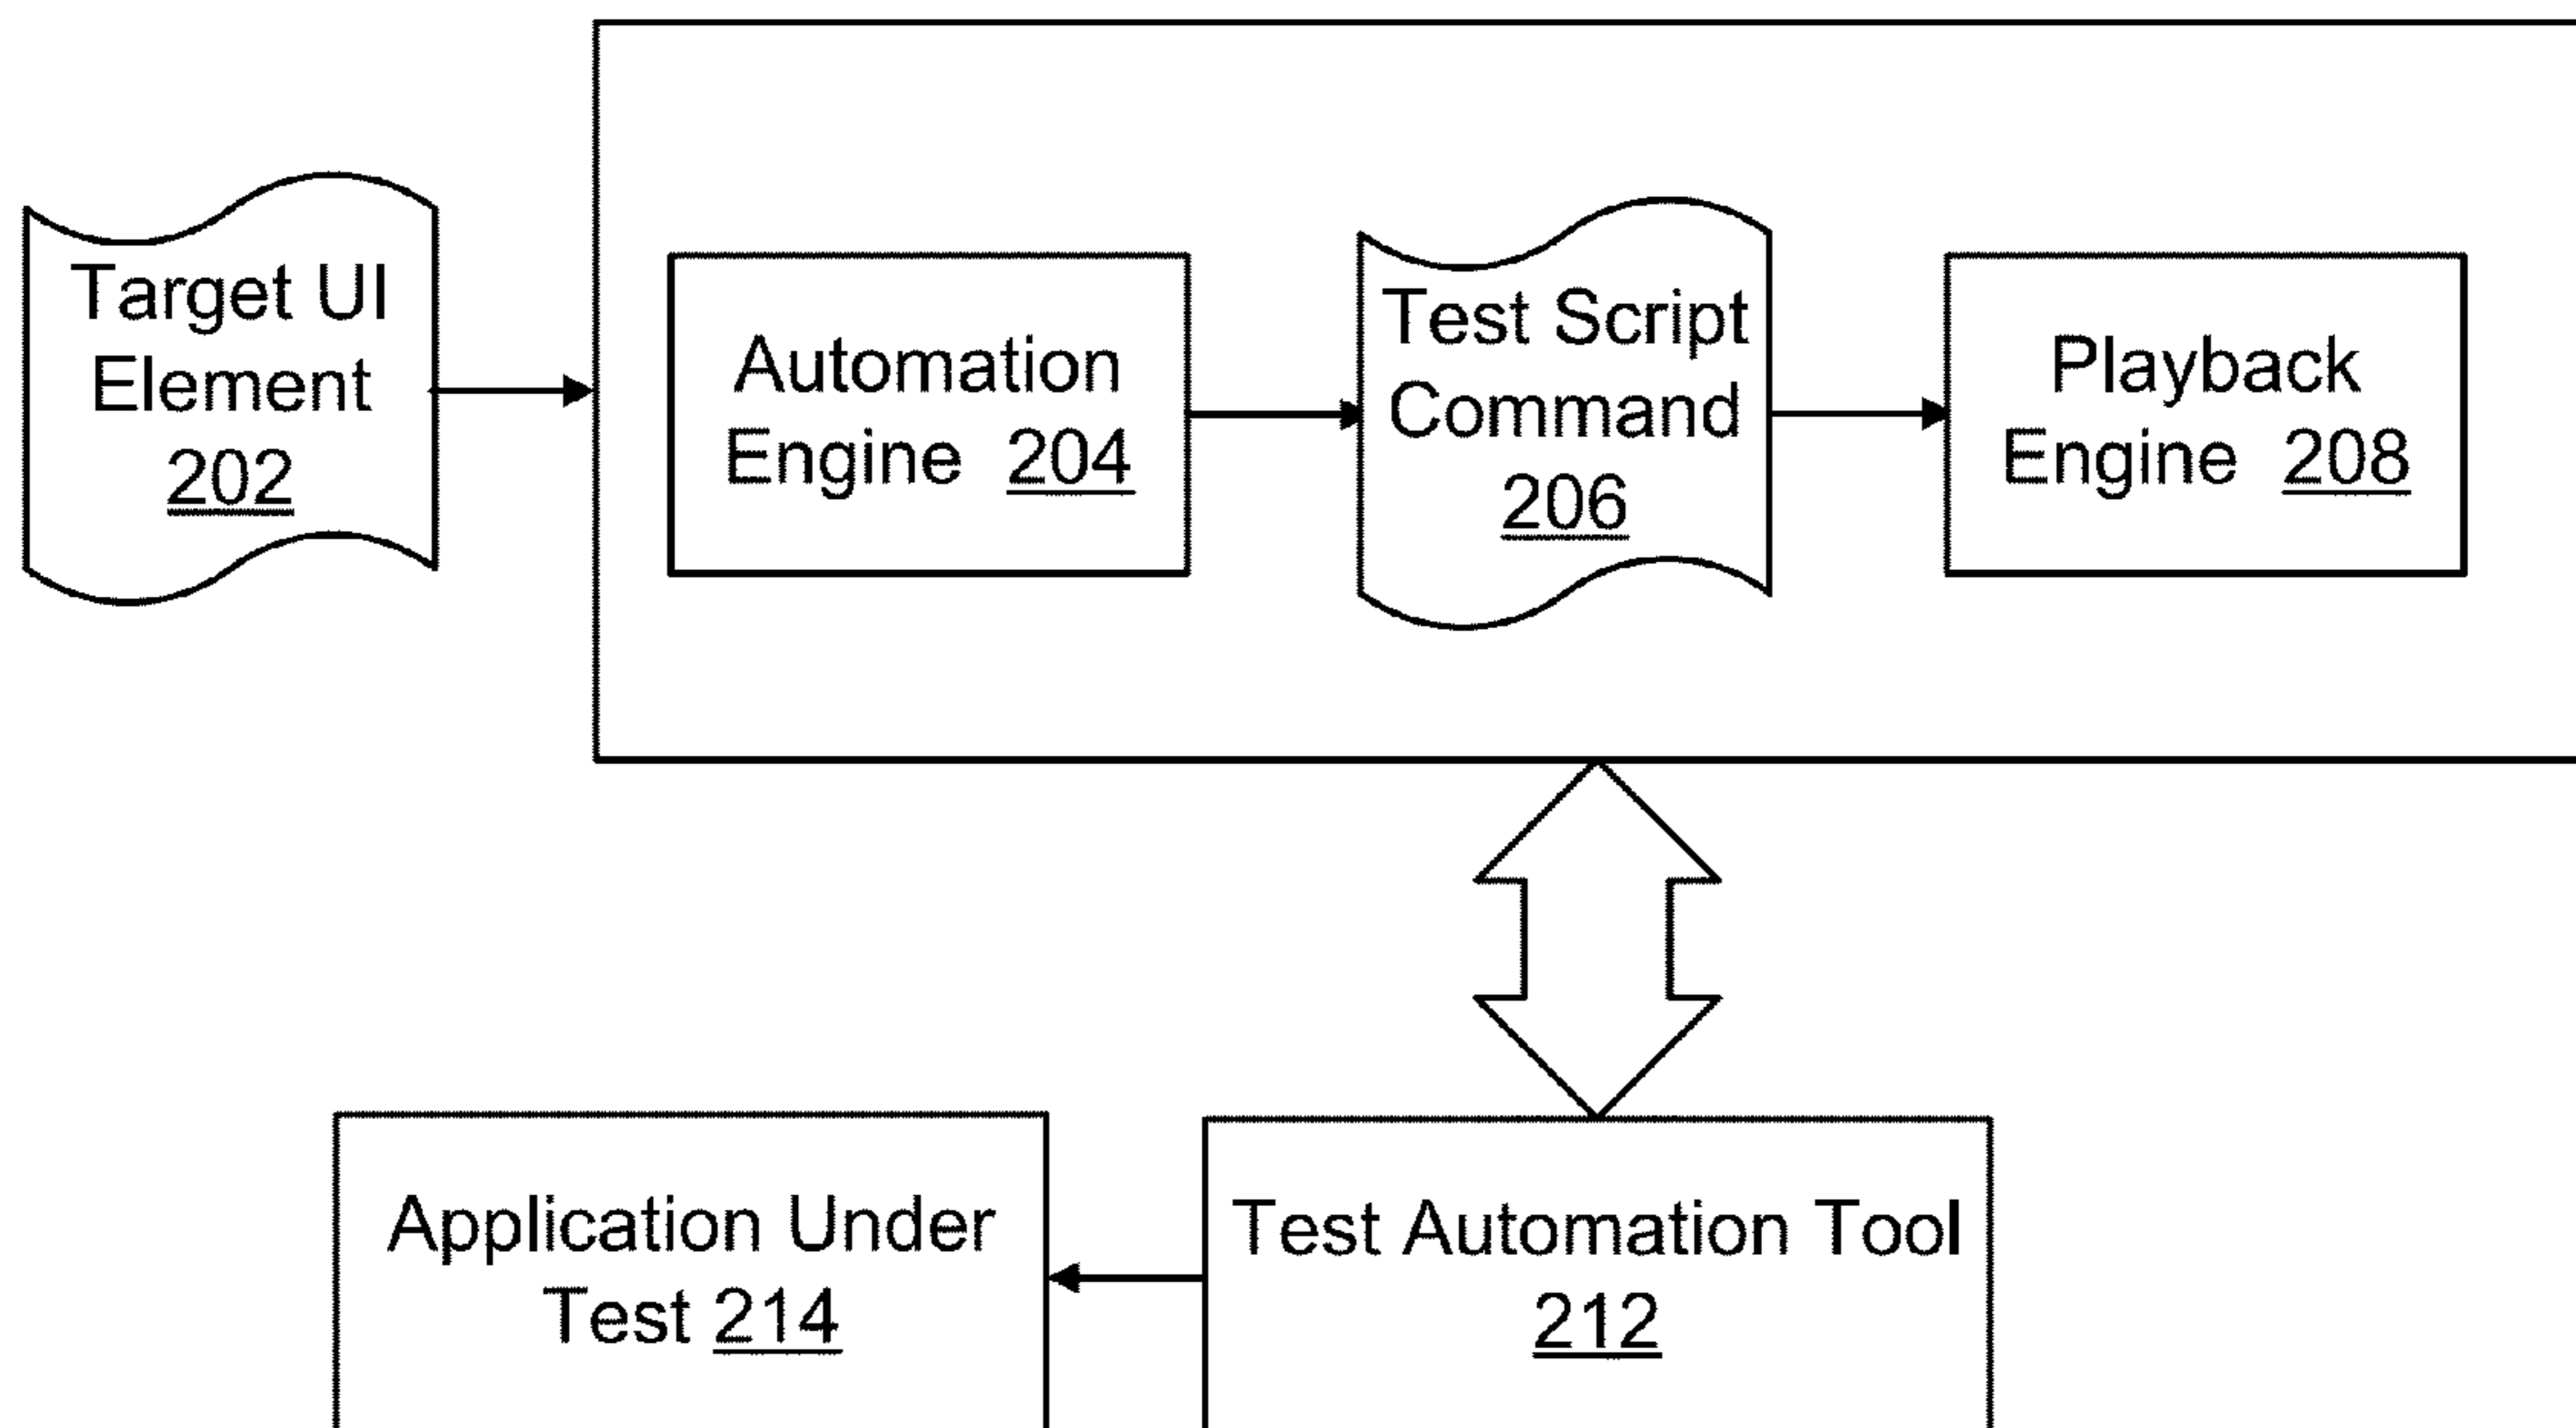 Target UI
Element
202
Automation
Engine 204
Test Script
Command
206
Playback
Engine 208
Application Under
Test 214
Test Automation Tool
212